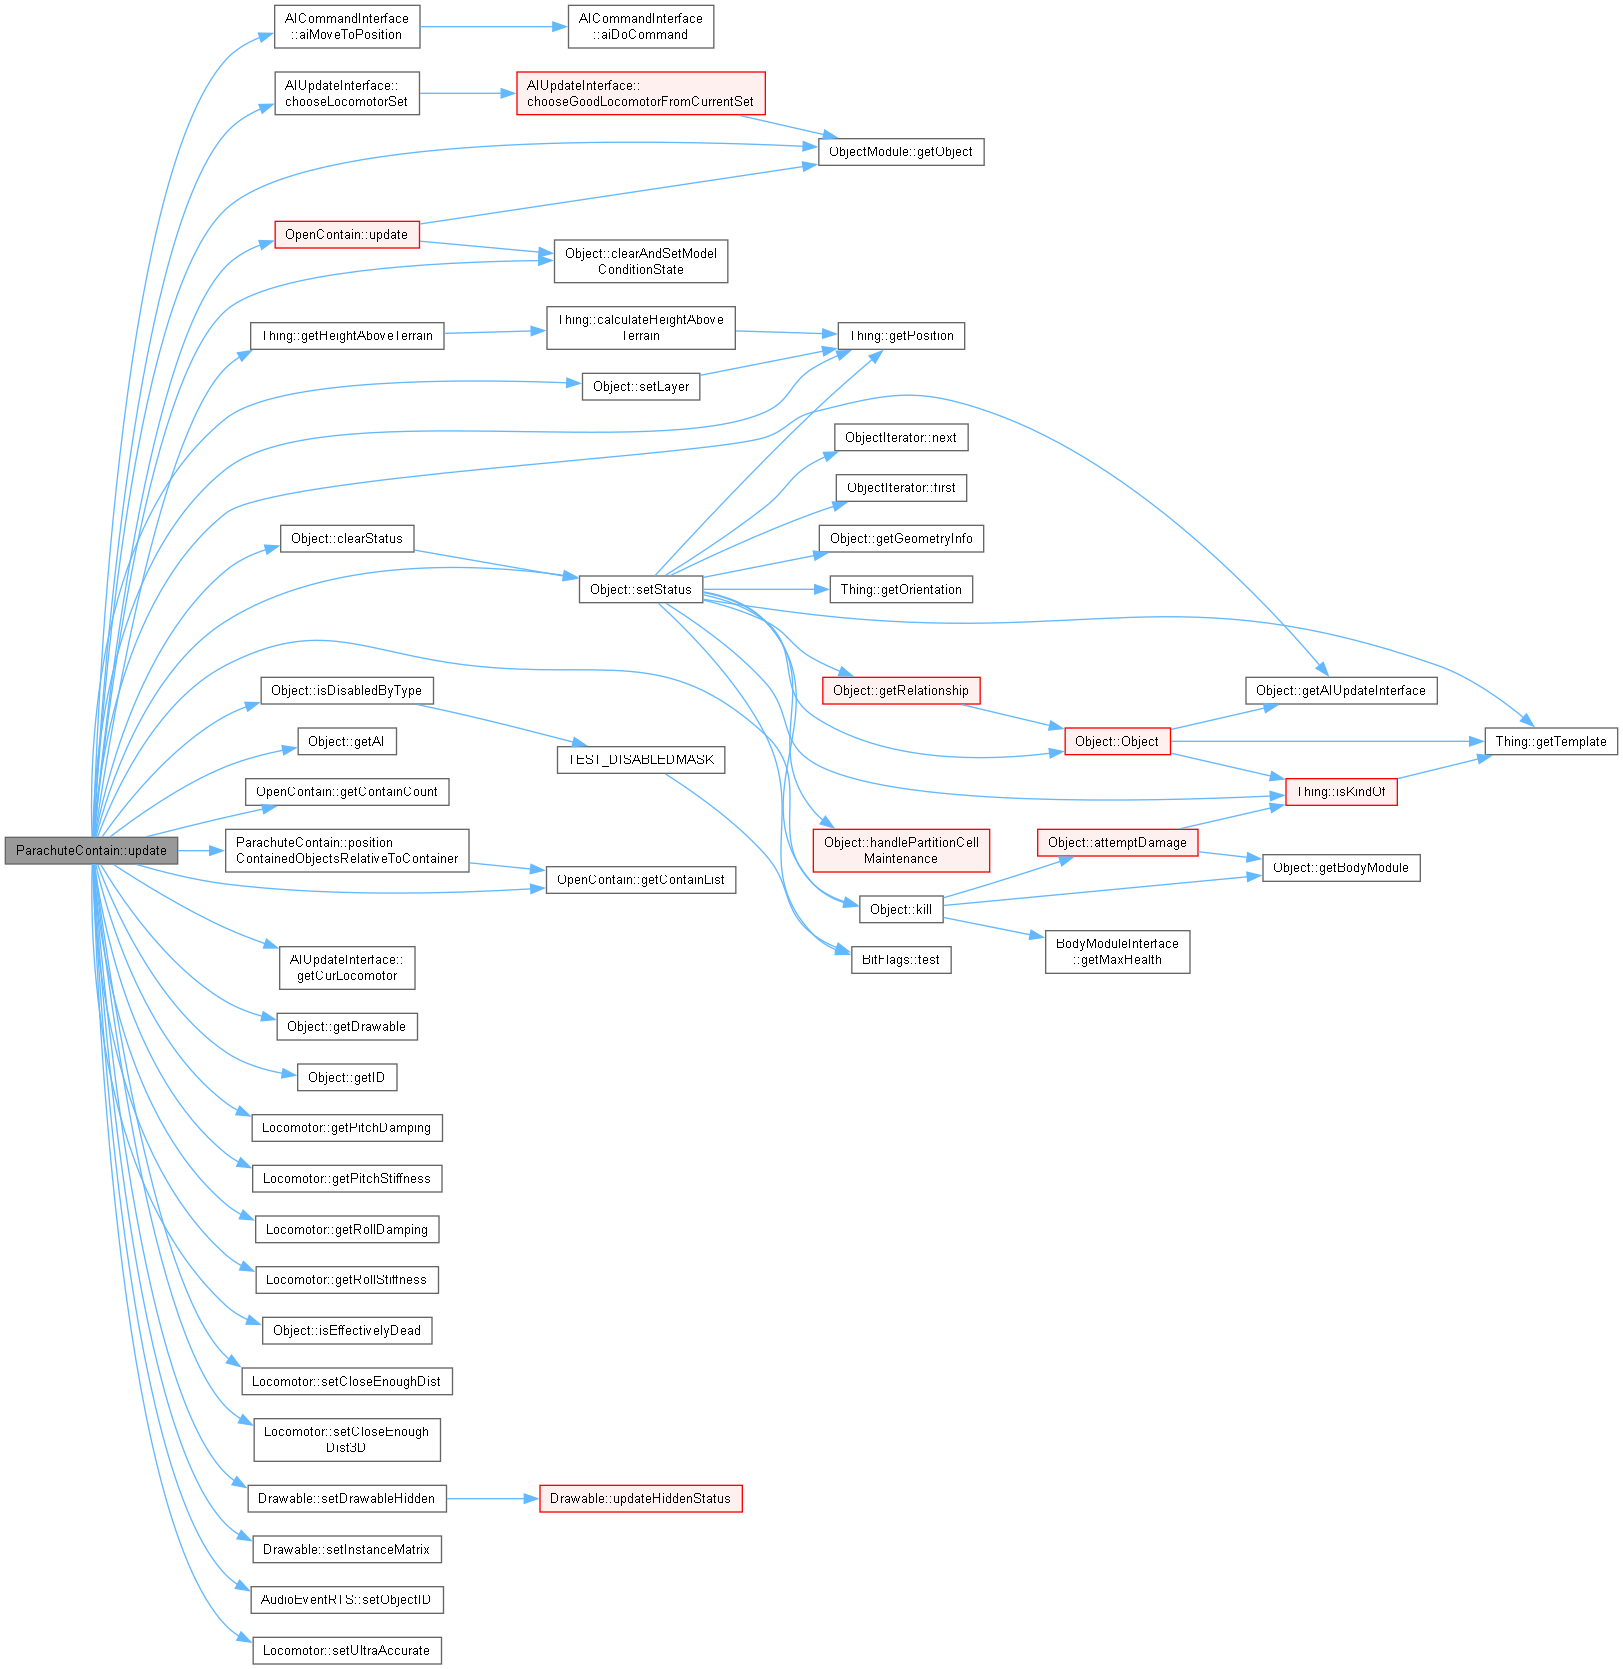 AICommandInterface
::aiMoveToPosition
AICommandInterface
::aiDoCommand
AIUpdateInterface::
chooseLocomotorSet
AIUpdateInterface::
chooseGoodLocomotorFromCurrentSet
ObjectModule::getObject
OpenContain::update
Object::clearAndSetModel
ConditionState
Thing::getHeightAboveTerrain
Thing::calculateHeightAbove
Terrain
Thing::getPosition
Object::setLayer
ObjectIterator::next
ObjectIterator::first
Object::clearStatus
Object::getGeometryInfo
Object::setStatus
Thing::getOrientation
Object::isDisabledByType
Object::getRelationship
Object::getAIUpdateInterface
Object::getAI
Object::Object
Thing::getTemplate
TEST_DISABLEDMASK
OpenContain::getContainCount
Thing::isKindOf
ParachuteContain::update
ParachuteContain::position
ContainedObjectsRelativeToContainer
Object::handlePartitionCell
Maintenance
Object::attemptDamage
Object::getBodyModule
OpenContain::getContainList
Object::kill
AIUpdateInterface::
getCurLocomotor
BitFlags::test
BodyModuleInterface
::getMaxHealth
Object::getDrawable
Object::getID
Locomotor::getPitchDamping
Locomotor::getPitchStiffness
Locomotor::getRollDamping
Locomotor::getRollStiffness
Object::isEffectivelyDead
Locomotor::setCloseEnoughDist
Locomotor::setCloseEnough
Dist3D
Drawable::setDrawableHidden
Drawable::updateHiddenStatus
Drawable::setInstanceMatrix
AudioEventRTS::setObjectID
Locomotor::setUltraAccurate